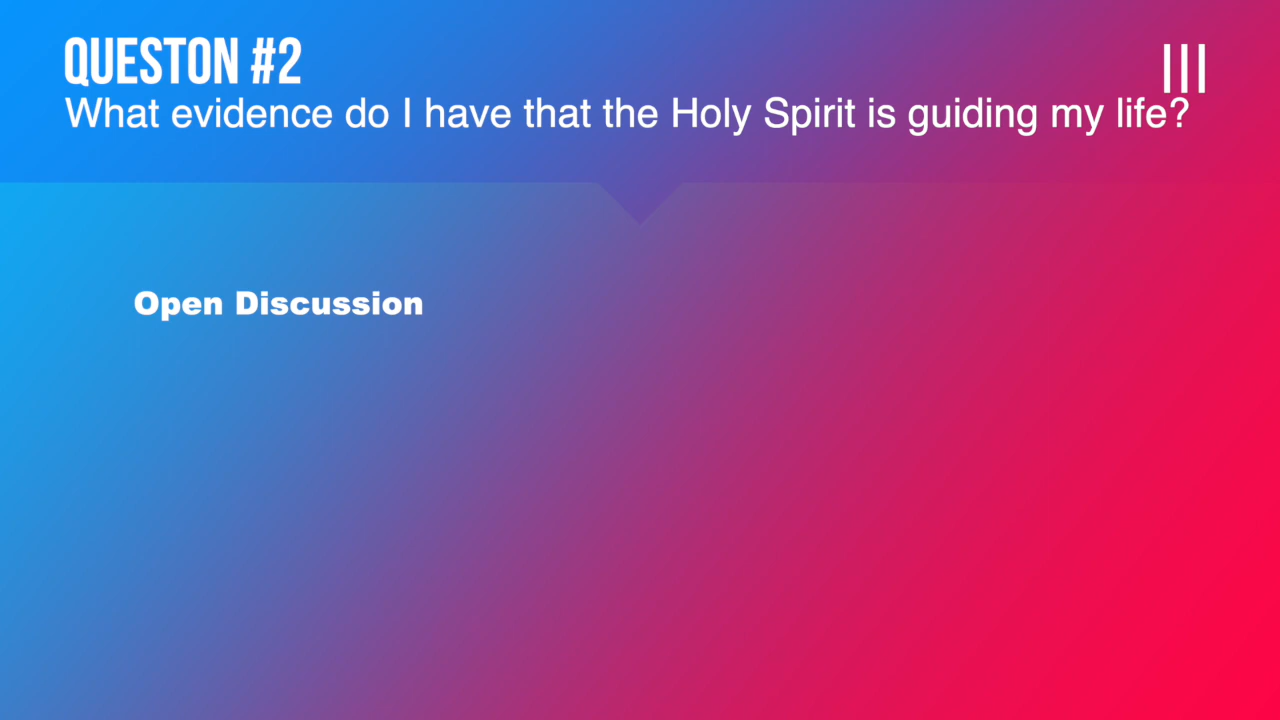 QUESTON #2
What evidence do I have that the Holy Spirit is guiding my life?
Open Discussion